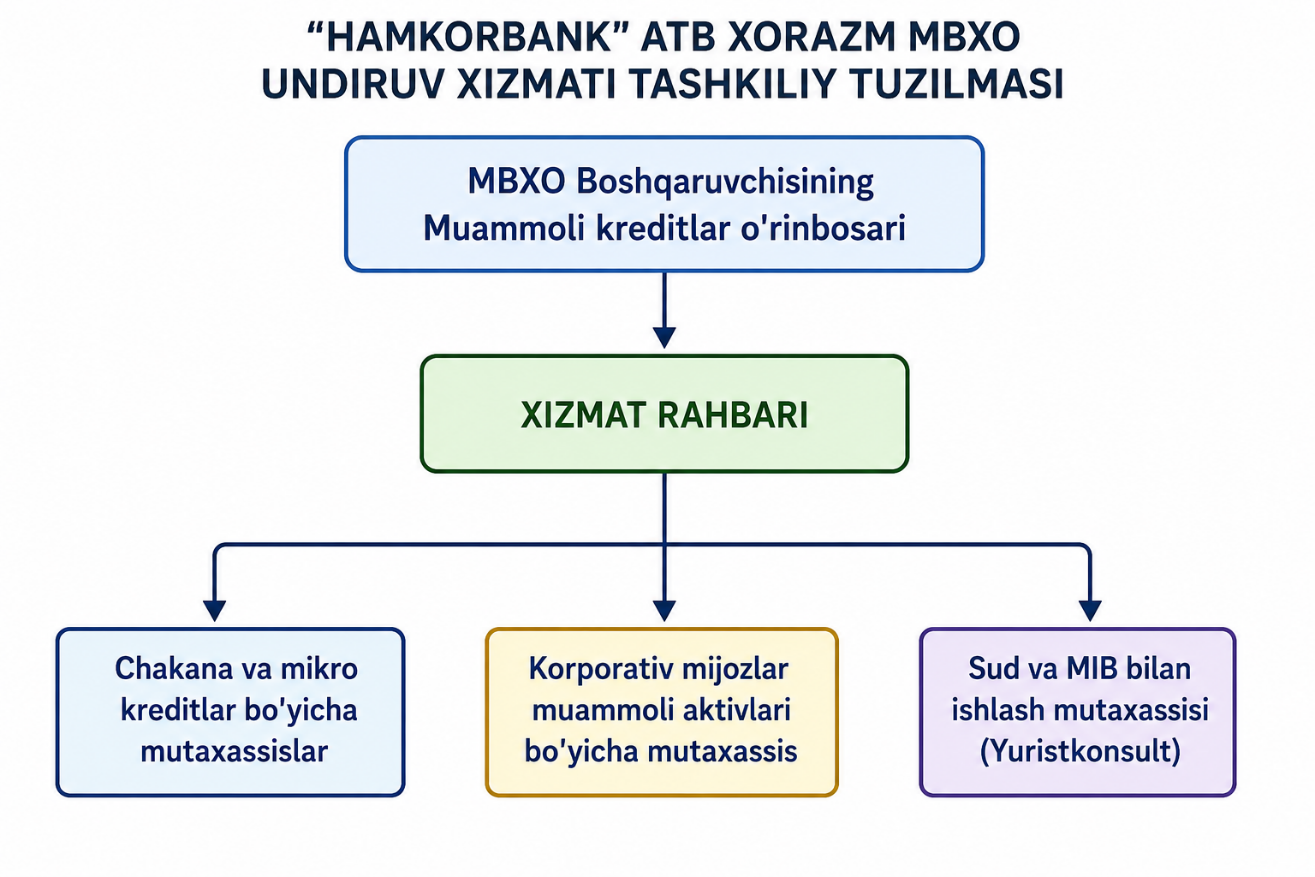 “HAMKORBANK” ATB XORAZM MBXO
UNDIRUV XIZMATI TASHKILIY TUZILMASI
MBXO Boshqaruvchisining
Muammoli kreditlar o'rinbosari
XIZMAT RAHBARI
Chakana va mikro
kreditlar bo'yicha
mutaxassislar
Korporativ mijozlar
muammoli aktivlari
bo'yicha mutaxassis
Sud va MIB bilan
ishlash mutaxassisi
(Yuristkonsult)